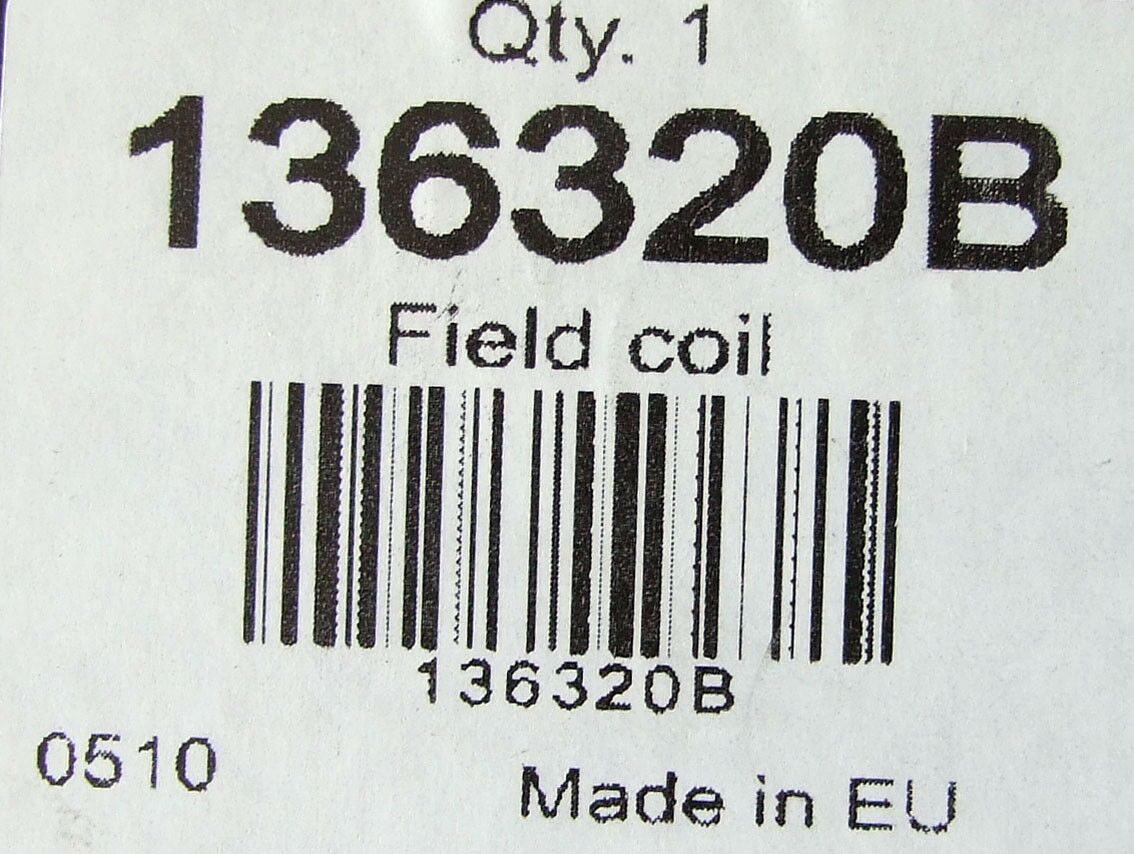 Qty. 1
136320B
Field coil
136320B
0510
Made in EU